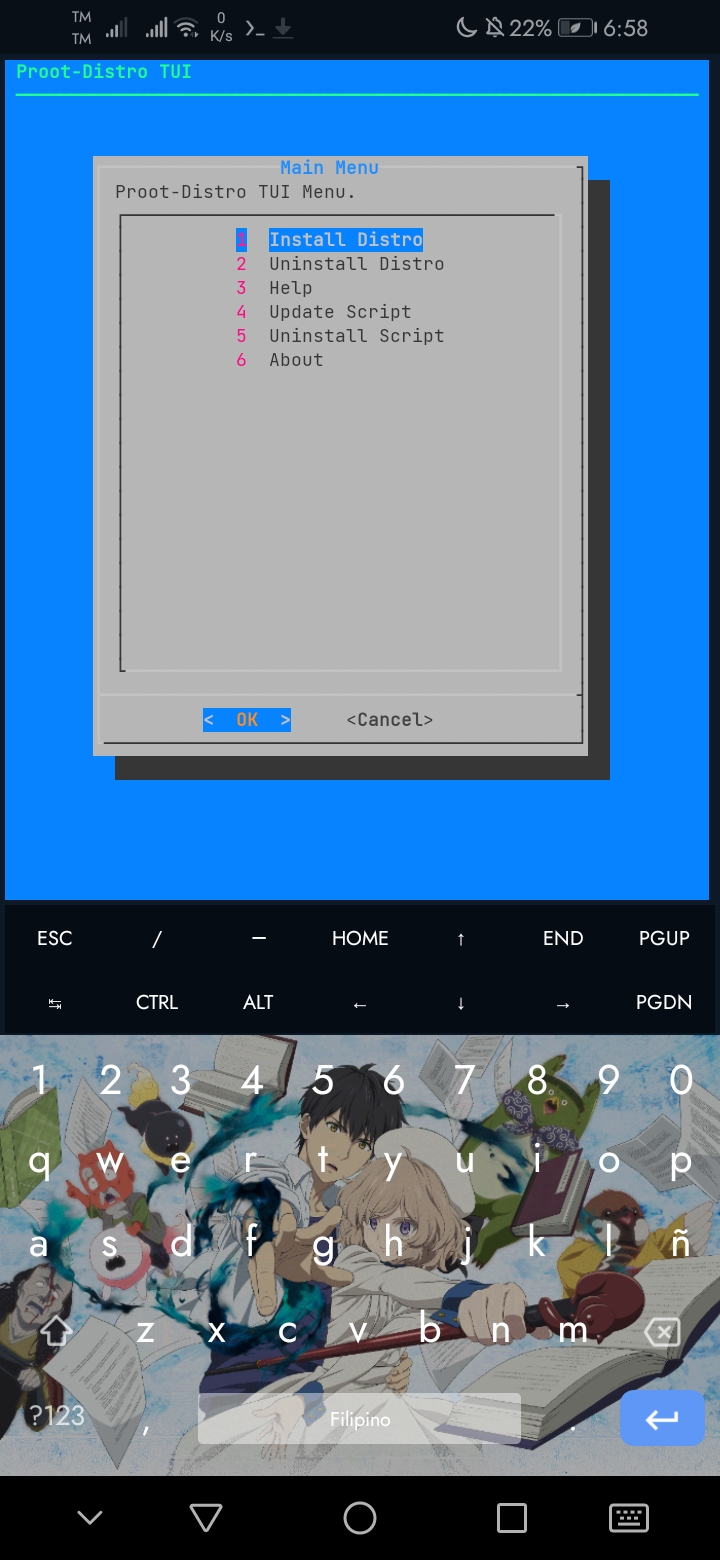 TM
TM
0
K/s
22%
6:58
Proot-Distro TUI
Main Menu
Proot-Distro TUI Menu.
1 Install Distro
2 Uninstall Distro
3 Help
4 Update Script
5 Uninstall Script
6 About
< OK > <Cancel>
ESC / — HOME ↑ END PGUP
↹ CTRL ALT ← ↓ → PGDN
1 2 3 4 5 6 7 8 9 0
q w e r t y u i o p
a s d f g h j k l ñ
z x c v b n m
?123 , Filipino .